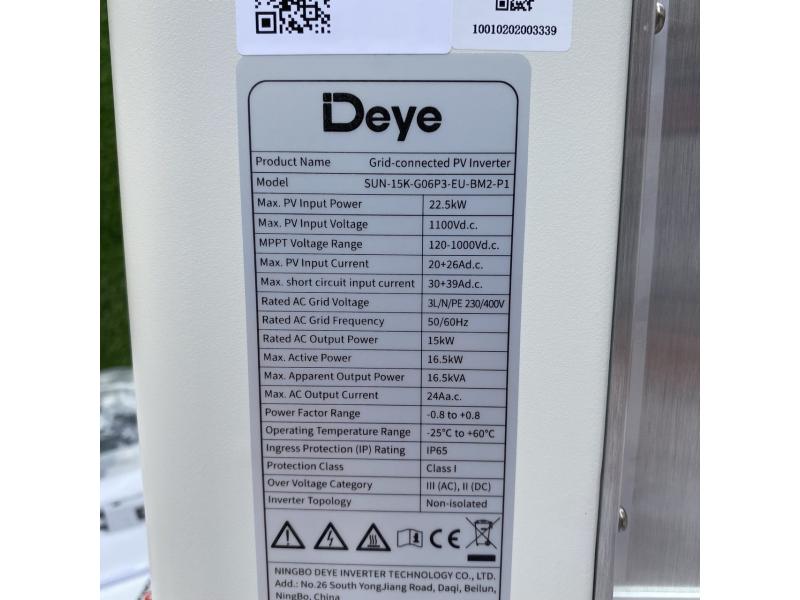 10010202003339
Deye
Product Name Grid-connected PV Inverter
Model SUN-15K-G06P3-EU-BM2-P1
Max. PV Input Power 22.5kW
Max. PV Input Voltage 1100Vd.c.
MPPT Voltage Range 120-1000Vd.c.
Max. PV Input Current 20+26Ad.c.
Max. short circuit input current 30+39Ad.c.
Rated AC Grid Voltage 3L/N/PE 230/400V
Rated AC Grid Frequency 50/60Hz
Rated AC Output Power 15kW
Max. Active Power 16.5kW
Max. Apparent Output Power 16.5kVA
Max. AC Output Current 24Aa.c.
Power Factor Range -0.8 to +0.8
Operating Temperature Range -25°C to +60°C
Ingress Protection (IP) Rating IP65
Protection Class Class I
Over Voltage Category III (AC), II (DC)
Inverter Topology Non-isolated
CE
NINGBO DEYE INVERTER TECHNOLOGY CO., LTD.
Add.: No.26 South YongJiang Road, Daqi, Beilun,
NingBo, China